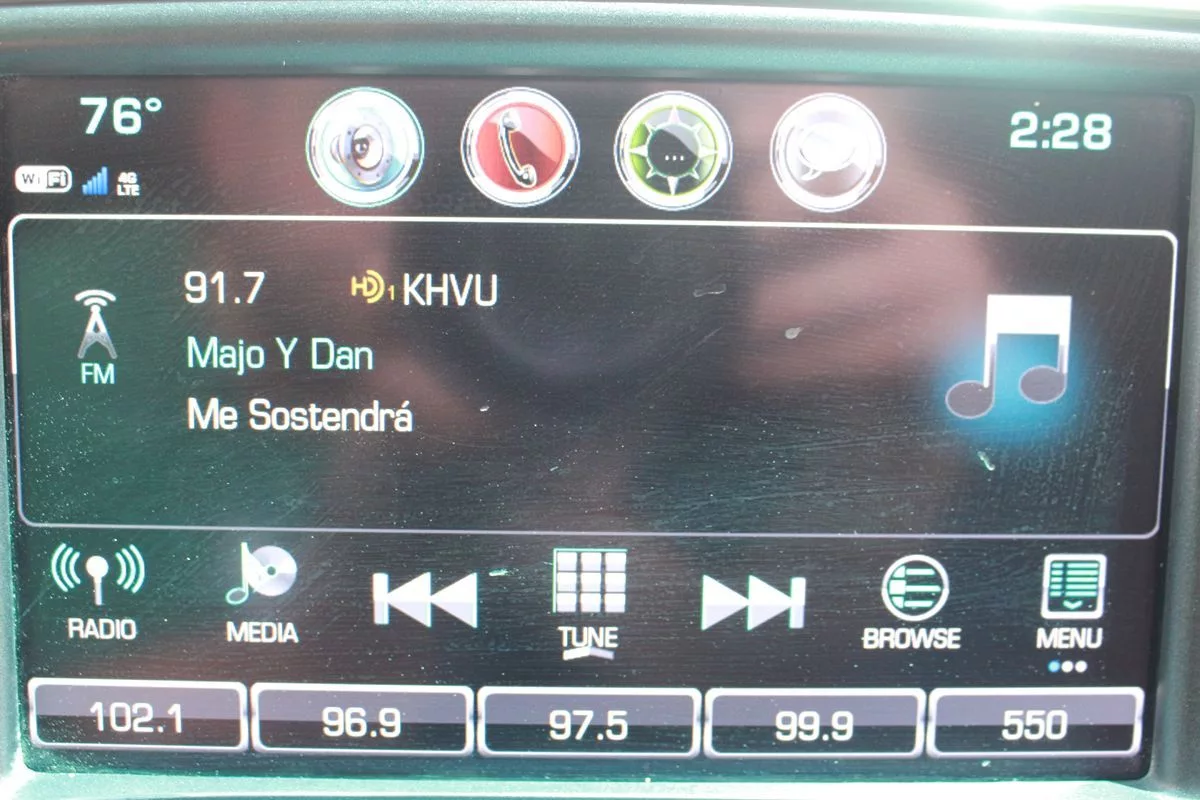 76° 2:28
WiFi 4G LTE
91.7 HD1 KHVU
Majo Y Dan
FM
Me Sostendrá
RADIO MEDIA TUNE BROWSE MENU
102.1 96.9 97.5 99.9 550